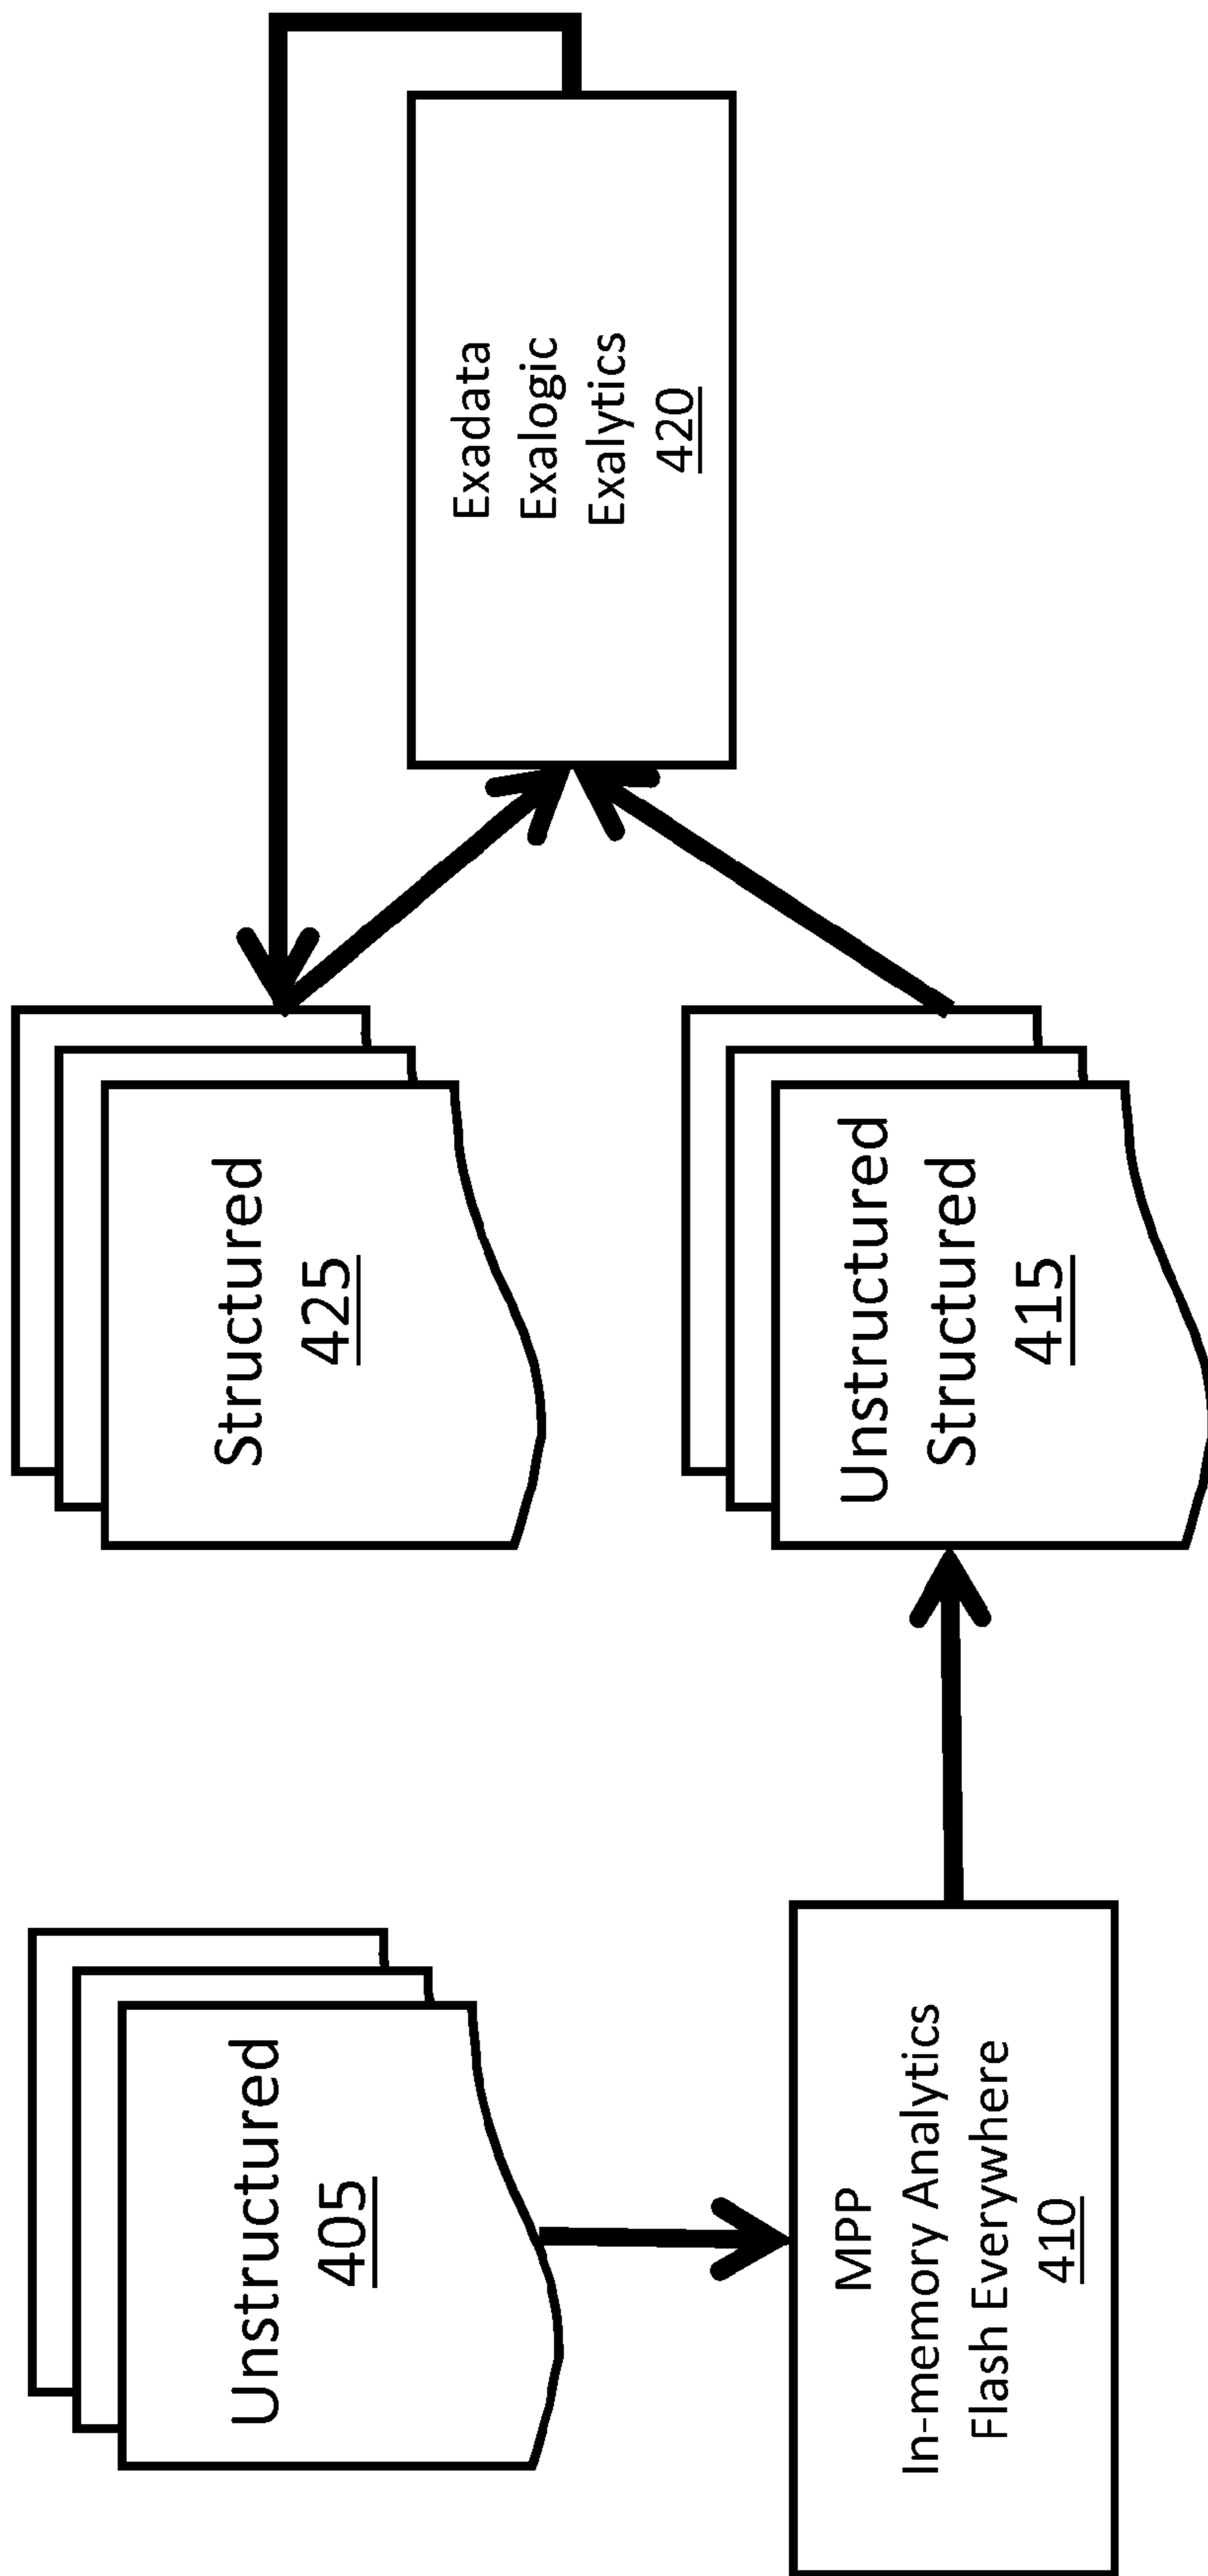 Unstructured
405
MPP
In-memory Analytics
Flash Everywhere
410
Structured
425
Unstructured
Structured
415
Exadata
Exalogic
Exalytics
420